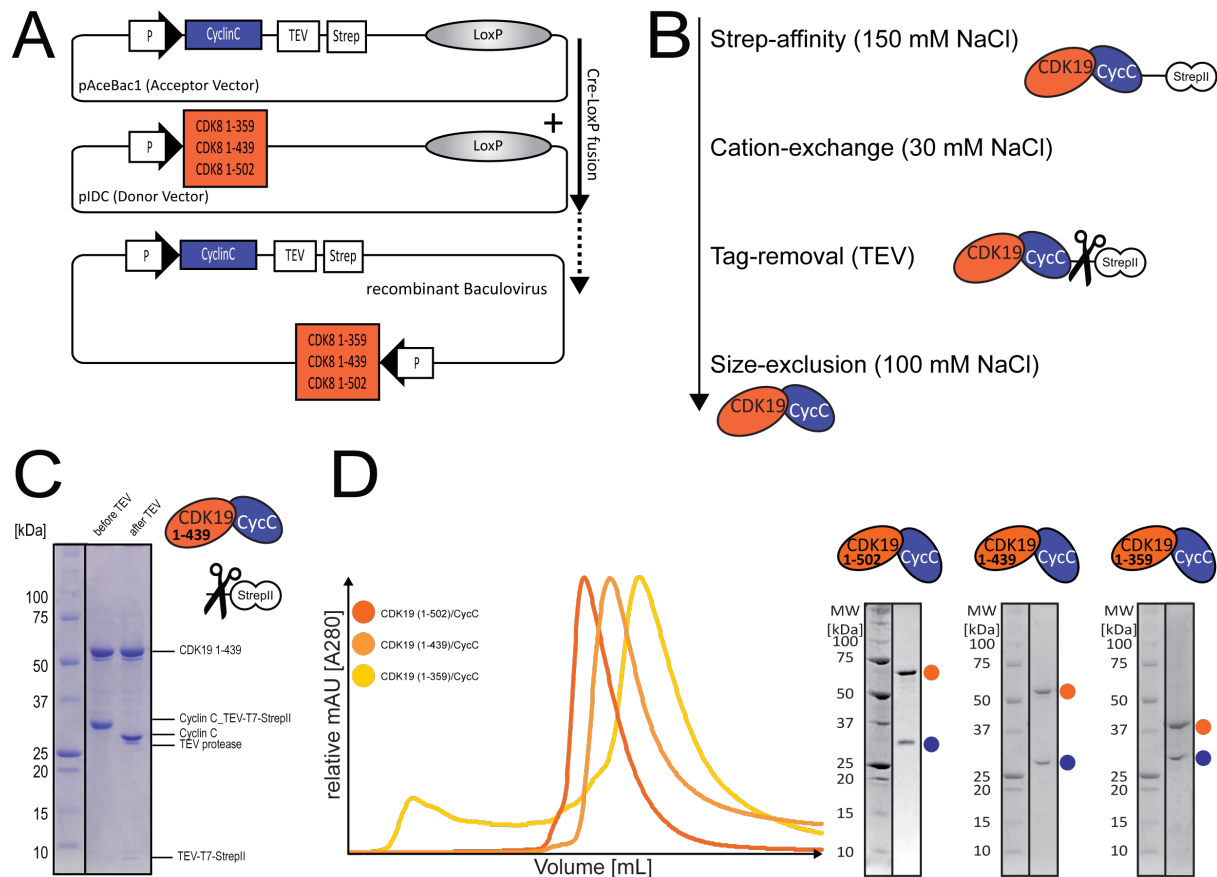 A
P
CyclinC
TEV
Strep
LoxP
pAceBac1 (Acceptor Vector)
Cre-LoxP fusion
+
P
CDK8 1-359
CDK8 1-439
CDK8 1-502
LoxP
pIDC (Donor Vector)
P
CyclinC
TEV
Strep
recombinant Baculovirus
CDK8 1-359
CDK8 1-439
CDK8 1-502
P
B
Strep-affinity (150 mM NaCl)
CDK19
CycC
StrepII
Cation-exchange (30 mM NaCl)
Tag-removal (TEV)
CDK19
CycC
StrepII
Size-exclusion (100 mM NaCl)
CDK19
CycC
C
before TEV
after TEV
[kDa]
CDK19
1-439
CycC
StrepII
100
75
50
37
25
20
15
10
CDK19 1-439
Cyclin C_TEV-T7-StrepII
Cyclin C
TEV protease
TEV-T7-StrepII
D
relative mAU [A280]
CDK19 (1-502)/CycC
CDK19 (1-439)/CycC
CDK19 (1-359)/CycC
Volume [mL]
CDK19
1-502
CycC
MW
[kDa]
100
75
50
37
25
20
15
10
CDK19
1-439
CycC
MW
[kDa]
100
75
50
37
25
20
15
10
CDK19
1-359
CycC
MW
[kDa]
100
75
50
37
25
20
15
10